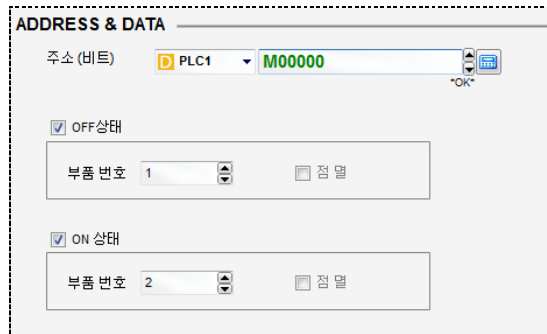 ADDRESS & DATA
주소 (비트) D PLC1 M00000
*OK*
OFF상태
부품 번호 1 점 멸
ON 상태
부품 번호 2 점 멸